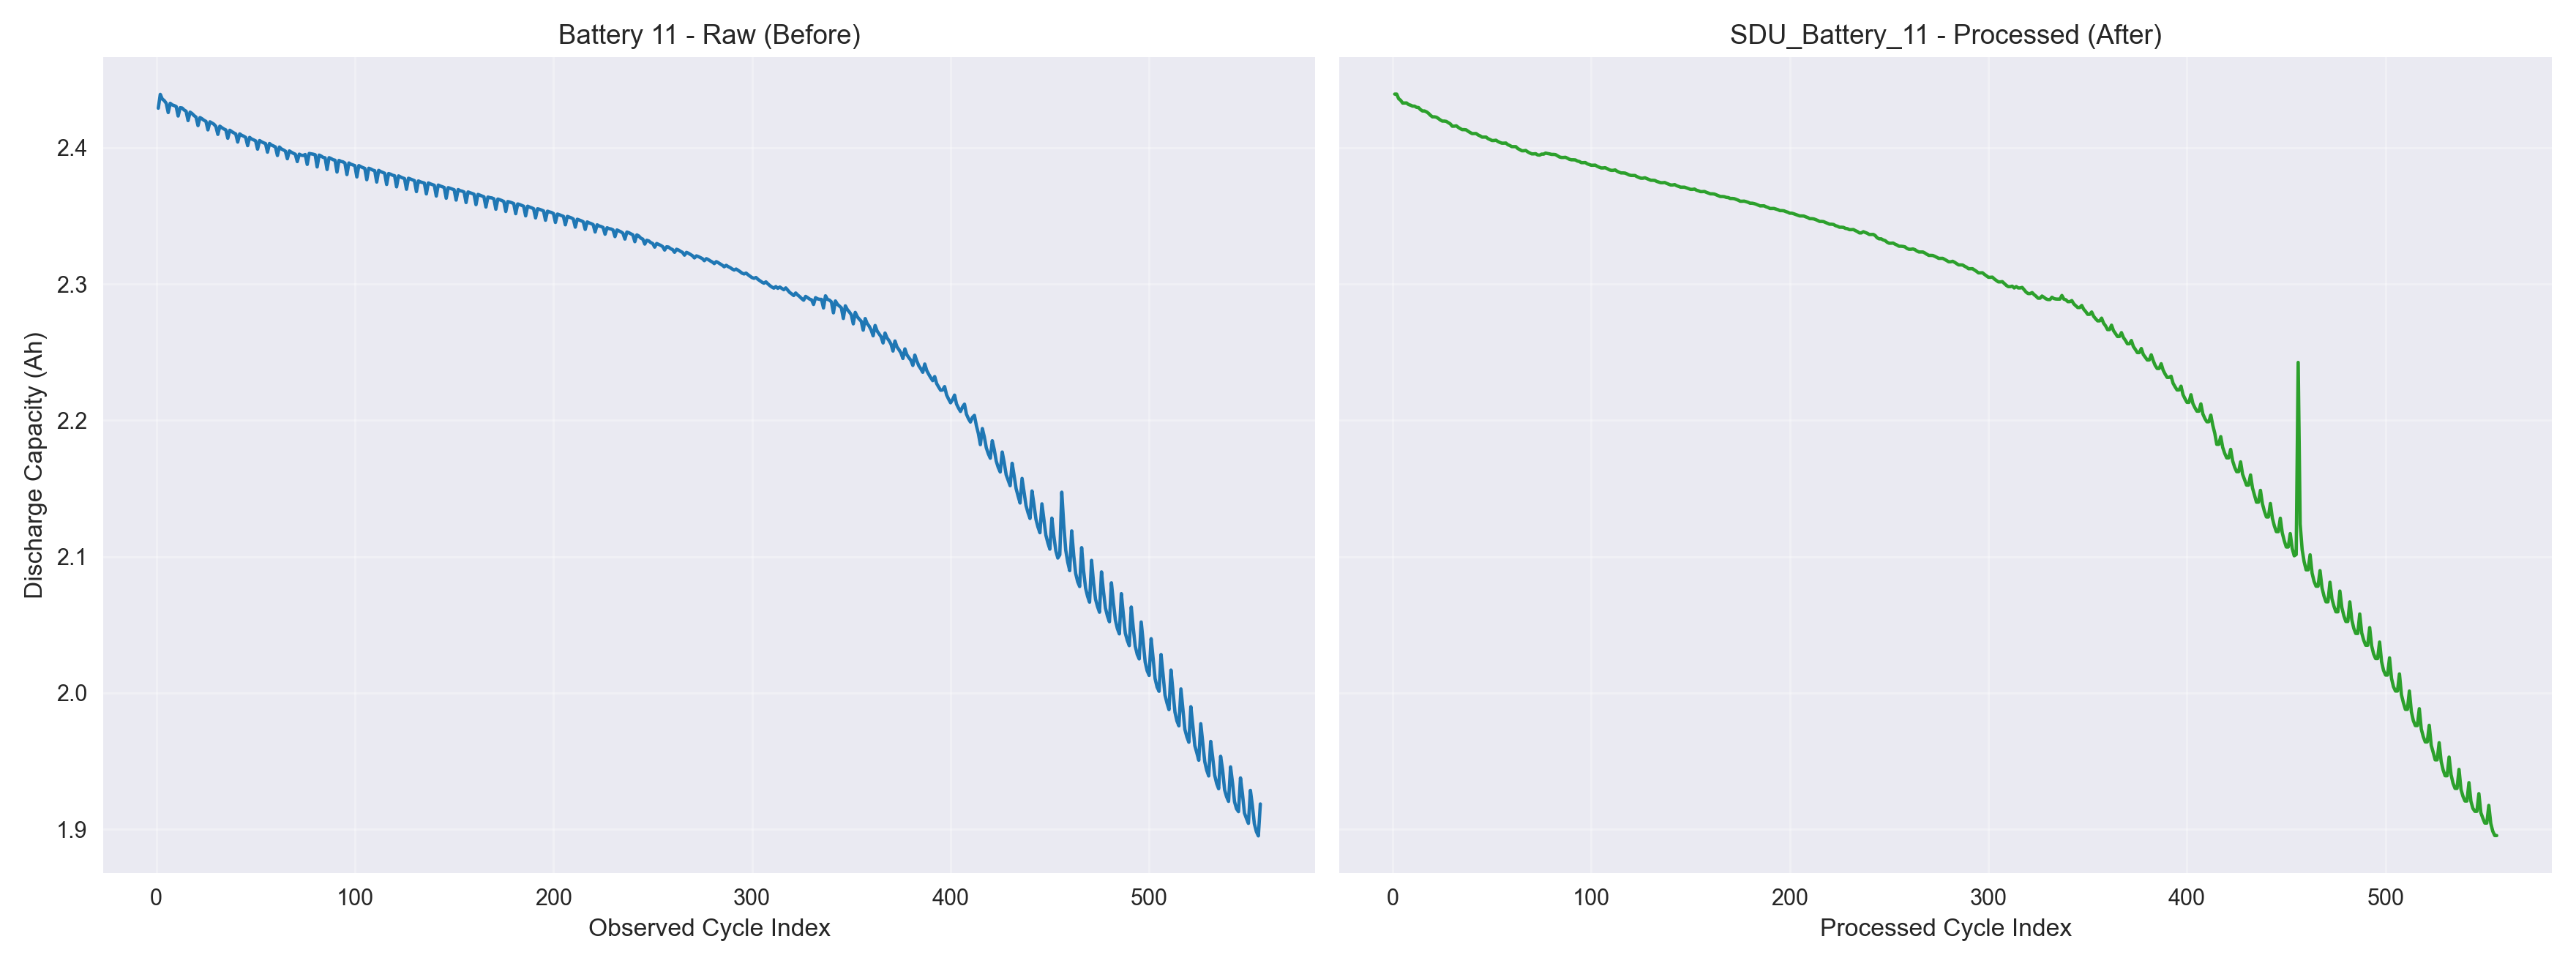 Battery 11 - Raw (Before)
SDU_Battery_11 - Processed (After)
Discharge Capacity (Ah)
2.4
2.3
2.2
2.1
2.0
1.9
0 100 200 300 400 500
0 100 200 300 400 500
Observed Cycle Index
Processed Cycle Index